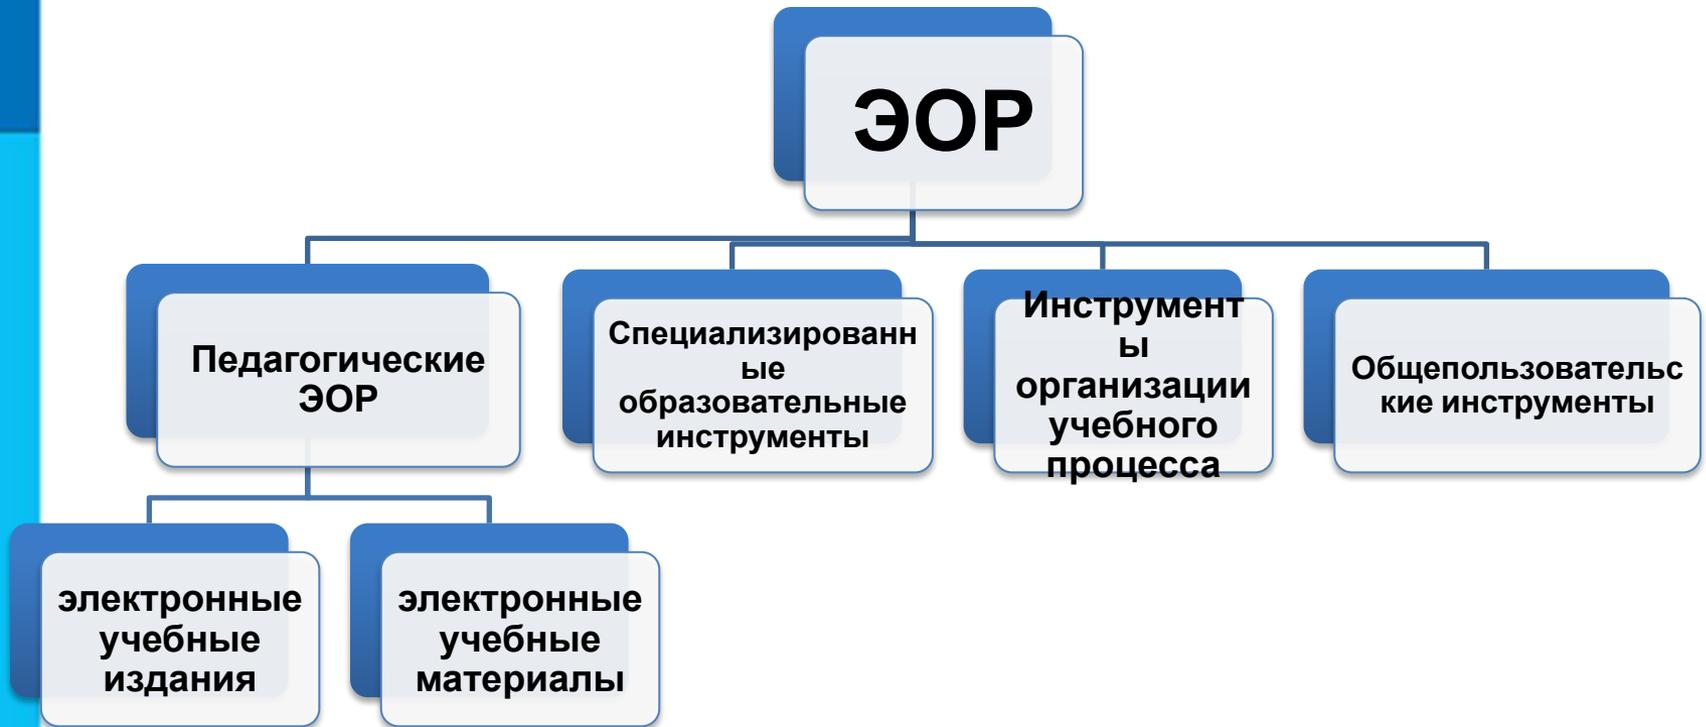 ЭОР
Педагогические
ЭОР
Специализированн
ые
образовательные
инструменты
Инструмент
ы
организации
учебного
процесса
Общепользовательс
кие инструменты
электронные
учебные
издания
электронные
учебные
материалы